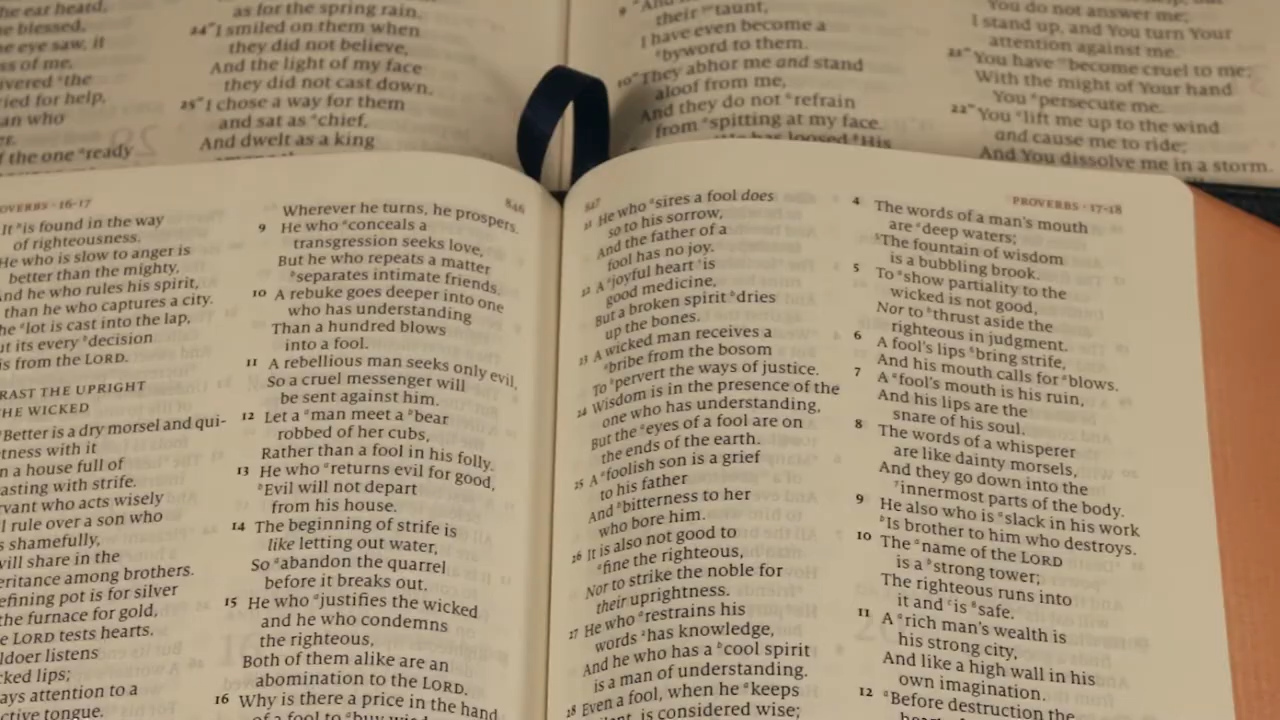 he ear heard,
e blessed,
e eye saw, it
ss of me,
ivered the
ied for help,
an who
er.
f the one ready
as for the spring rain.
24 "I smiled on them when
they did not believe,
And the light of my face
they did not cast down.
25 "I chose a way for them
and sat as chief,
And dwelt as a king
9 "And
their taunt,
I have even become a
byword to them.
10 "They abhor me and stand
aloof from me,
And they do not refrain
from spitting at my face.
has loosed His
You do not answer me;
I stand up, and You turn Your
attention against me.
21 "You have become cruel to me;
With the might of Your hand
You persecute me.
22 "You lift me up to the wind
and cause me to ride;
And You dissolve me in a storm.
OVERBS · 16-17
846
It is found in the way
of righteousness.
He who is slow to anger is
better than the mighty,
nd he who rules his spirit,
than he who captures a city.
he lot is cast into the lap,
ut its every decision
is from the LORD.
RAST THE UPRIGHT
HE WICKED
Better is a dry morsel and qui-
tness with it
n a house full of
asting with strife.
rvant who acts wisely
l rule over a son who
s shamefully,
vill share in the
eritance among brothers.
efining pot is for silver
the furnace for gold,
e LORD tests hearts.
ldoer listens
ked lips;
ays attention to a
ctive tongue.
Wherever he turns, he prospers.
9 He who conceals a
transgression seeks love,
But he who repeats a matter
separates intimate friends.
10 A rebuke goes deeper into one
who has understanding
Than a hundred blows
into a fool.
11 A rebellious man seeks only evil,
So a cruel messenger will
be sent against him.
12 Let a man meet a bear
robbed of her cubs,
Rather than a fool in his folly.
13 He who returns evil for good,
Evil will not depart
from his house.
14 The beginning of strife is
like letting out water,
So abandon the quarrel
before it breaks out.
15 He who justifies the wicked
and he who condemns
the righteous,
Both of them alike are an
abomination to the LORD.
16 Why is there a price in the hand
of a fool to buy
847
PROVERBS · 17-18
21 He who sires a fool does
so to his sorrow,
And the father of a
fool has no joy.
22 A joyful heart is
good medicine,
But a broken spirit dries
up the bones.
23 A wicked man receives a
bribe from the bosom
To pervert the ways of justice.
24 Wisdom is in the presence of the
one who has understanding,
But the eyes of a fool are on
the ends of the earth.
25 A foolish son is a grief
to his father
And bitterness to her
who bore him.
26 It is also not good to
fine the righteous,
Nor to strike the noble for
their uprightness.
27 He who restrains his
words has knowledge,
And he who has a cool spirit
is a man of understanding.
28 Even a fool, when he keeps
silent, is considered wise;
4 The words of a man's mouth
are deep waters;
The fountain of wisdom
is a bubbling brook.
5 To show partiality to the
wicked is not good,
Nor to thrust aside the
righteous in judgment.
6 A fool's lips bring strife,
And his mouth calls for blows.
7 A fool's mouth is his ruin,
And his lips are the
snare of his soul.
8 The words of a whisperer
are like dainty morsels,
And they go down into the
innermost parts of the body.
9 He also who is slack in his work
Is brother to him who destroys.
10 The name of the LORD
is a strong tower;
The righteous runs into
it and is safe.
11 A rich man's wealth is
his strong city,
And like a high wall in his
own imagination.
12 Before destruction the